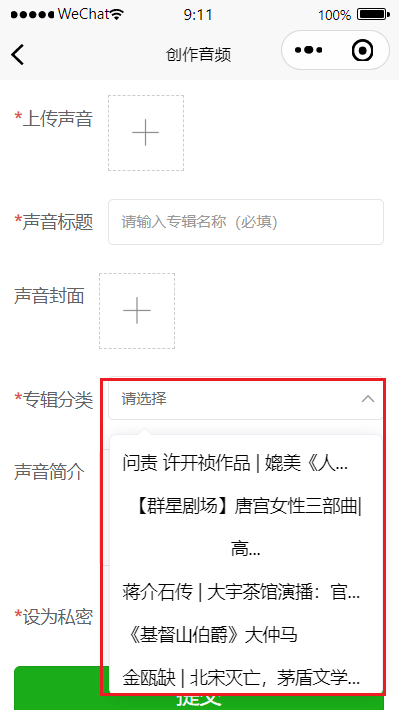 WeChat 9:11 100%
创作音频
*上传声音
*声音标题 请输入专辑名称（必填）
声音封面
*专辑分类 请选择
声音简介
问责 许开祯作品 | 媲美《人...
【群星剧场】唐宫女性三部曲|
高...
蒋介石传 | 大宇茶馆演播：官...
《基督山伯爵》大仲马
*设为私密
金瓯缺 | 北宋灭亡，茅盾文学...
提交